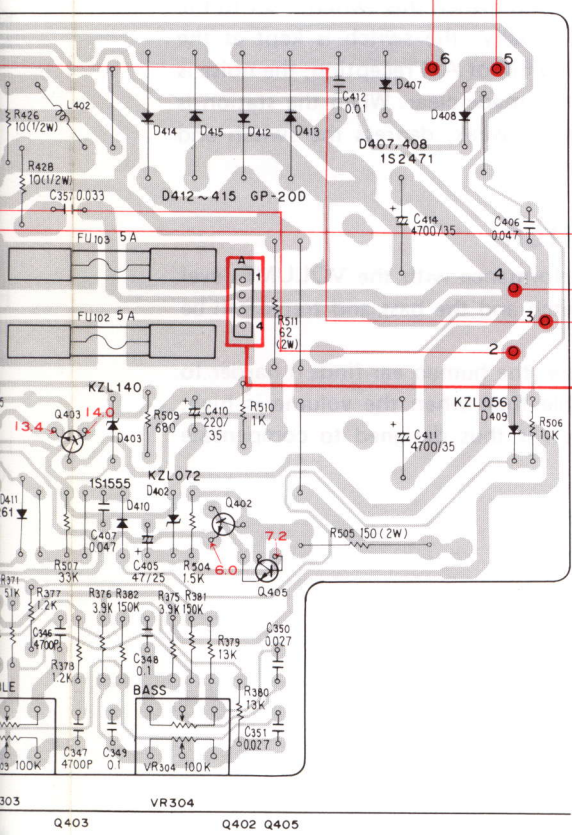 6 5
C412
0.01
D407
D408
R426
10(1/2W)
L402
D414 D415 D412 D413
D407,408
1S2471
R428
10(1/2W)
C357 0.033
D412~415 GP-20D
C414
4700/35
C406
0.047
FU103 5A
A
1
4
4
3
2
FU102 5A
R511
62
(2W)
KZL140
Q403
13.4 14.0
D403
R509
680
C410
220/
35
R510
1K
KZL056
D409
C411
4700/35
R506
10K
KZL072
1S1555
D402
D411
261
D410
Q402
C407
0.047
7.2
R505 150(2W)
R507
33K
C405
47/25
R504
1.5K
6.0
Q405
R371
51K
R377
1.2K
R376
3.9K
R382
150K
R375
3.9K
R381
150K
C346
4700P
C350
0.027
R379
13K
R378
1.2K
C348
0.1
R380
13K
LE
BASS
C351
0.027
C347
4700P
C349
0.1
03 100K
VR304 100K
303 VR304
Q403 Q402 Q405